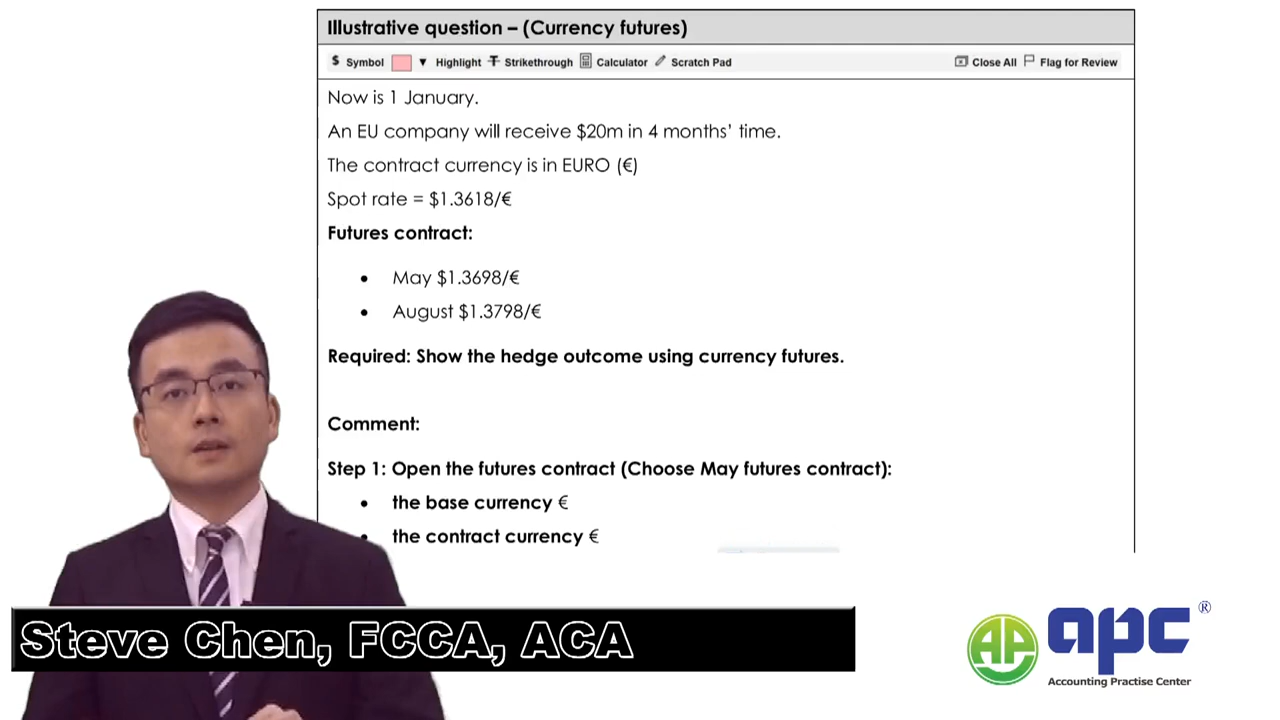 Illustrative question – (Currency futures)
$ Symbol ▼ Highlight T Strikethrough Calculator Scratch Pad Close All Flag for Review
Now is 1 January.
An EU company will receive $20m in 4 months’ time.
The contract currency is in EURO (€)
Spot rate = $1.3618/€
Futures contract:
• May $1.3698/€
• August $1.3798/€
Required: Show the hedge outcome using currency futures.
Comment:
Step 1: Open the futures contract (Choose May futures contract):
• the base currency €
• the contract currency €
Steve Chen, FCCA, ACA
AP
apc®
Accounting Practise Center